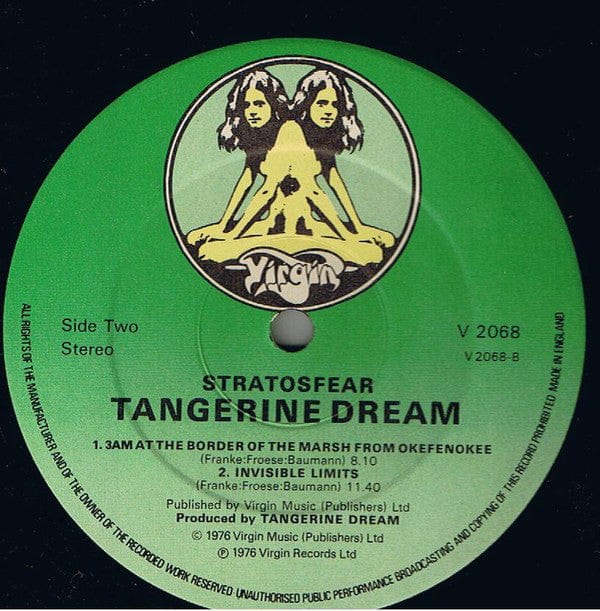 Virgin
Side Two
Stereo
V 2068
V 2068-B
STRATOSFEAR
TANGERINE DREAM
1. 3AM AT THE BORDER OF THE MARSH FROM OKEFENOKEE
(Franke:Froese:Baumann) 8.10
2. INVISIBLE LIMITS
(Franke:Froese:Baumann) 11.40
Published by Virgin Music (Publishers) Ltd
Produced by TANGERINE DREAM
© 1976 Virgin Music (Publishers) Ltd
℗ 1976 Virgin Records Ltd
ALL RIGHTS OF THE MANUFACTURER AND OF THE OWNER OF THE RECORDED WORK RESERVED·UNAUTHORISED PUBLIC PERFORMANCE BROADCASTING AND COPYING OF THIS RECORD PROHIBITED MADE IN ENGLAND